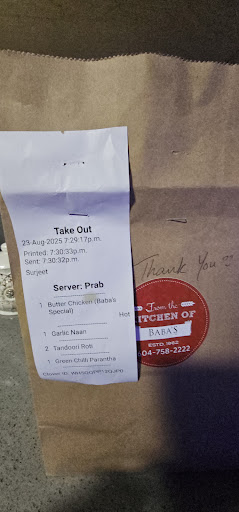 Take Out
23-Aug-2025 7:29:17p.m.
Printed: 7:30:33p.m.
Sent: 7:30:32p.m.
Surjeet
Server: Prab
1 Butter Chicken (Baba's
Special)
Hot
1 Garlic Naan
2 Tandoori Roti
1 Green Chilli Parantha
Thank You
From the
KITCHEN OF
BABA'S
ESTD. 1992
604-758-2222